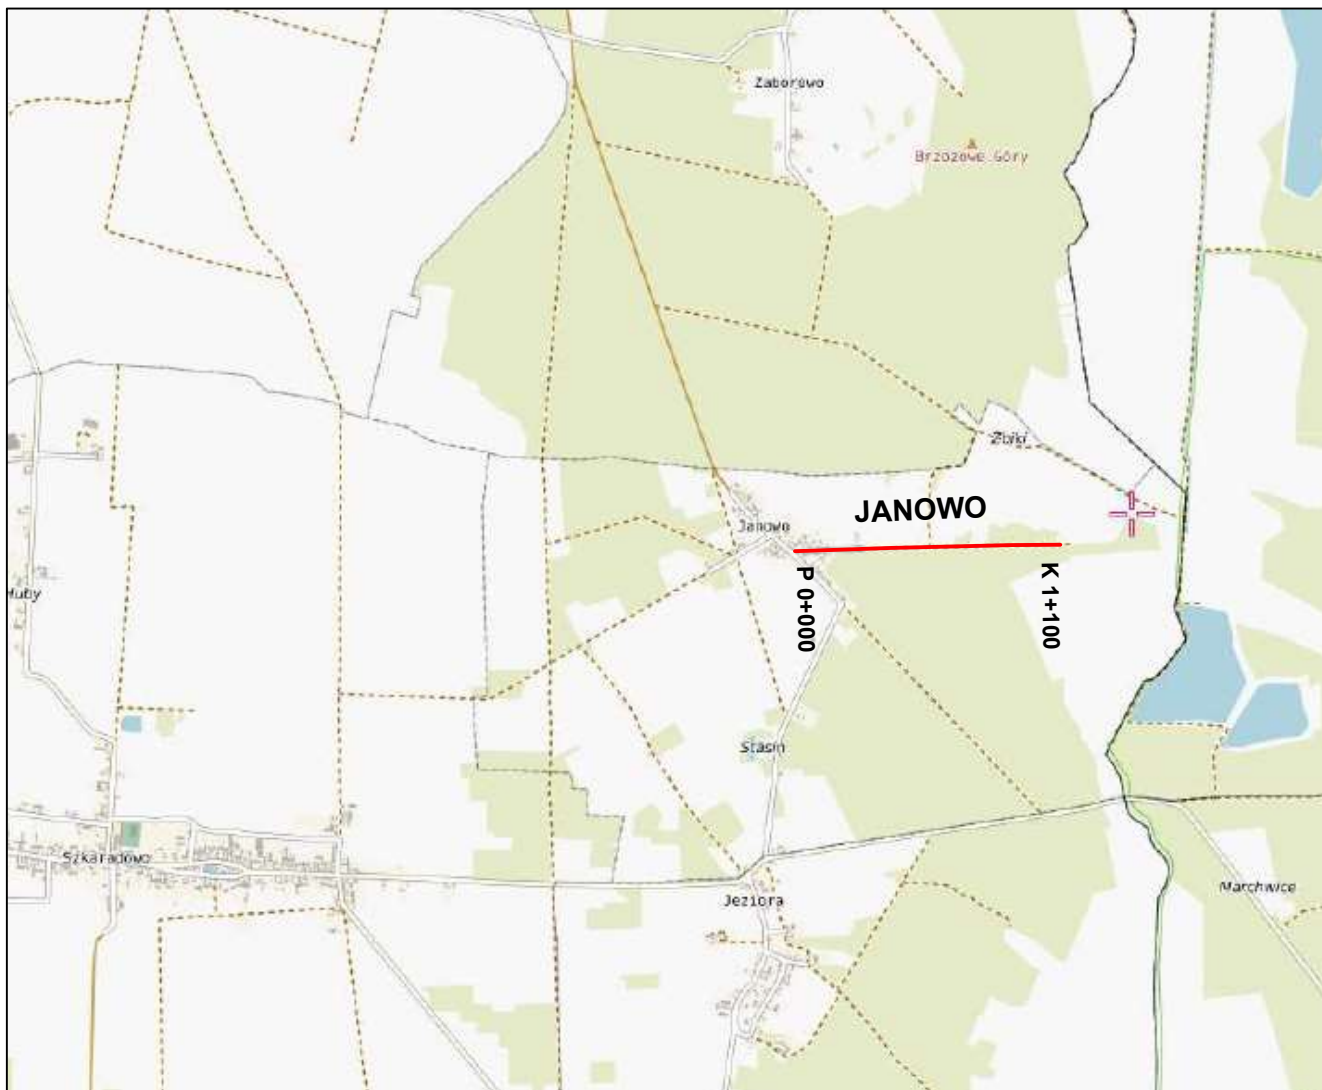 Zaborowo
Brzozowe Góry
Żbiki
JANOWO
Janowo
P 0+000
K 1+100
Huby
Stasin
Szkaradowo
Marchwice
Jeziora